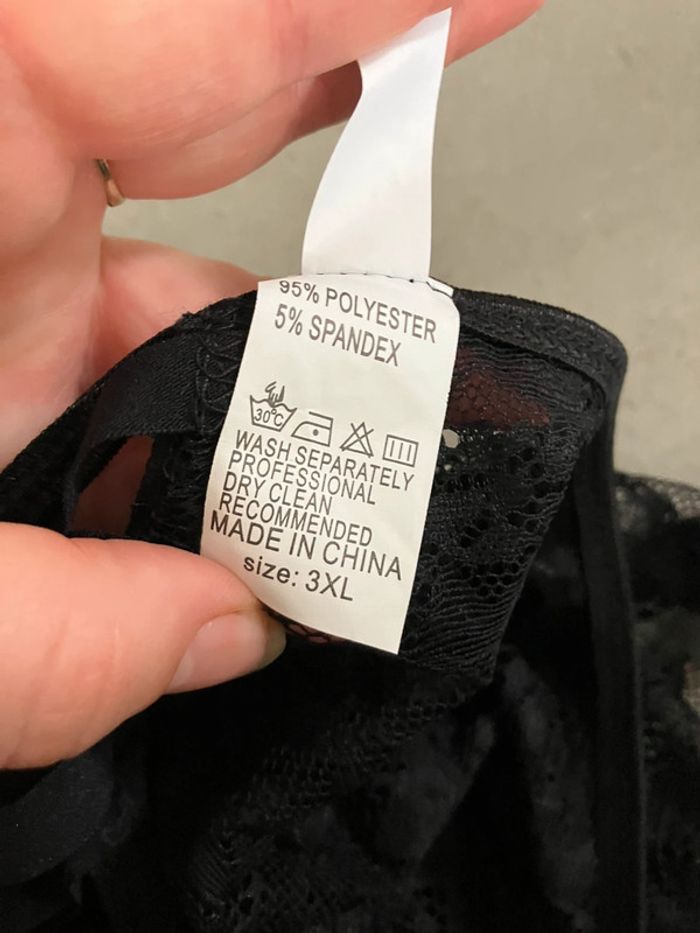 95% POLYESTER
5% SPANDEX
30°C
WASH SEPARATELY
PROFESSIONAL
DRY CLEAN
RECOMMENDED
MADE IN CHINA
size: 3XL